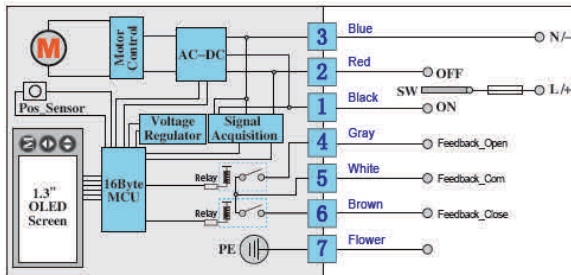 M
Motor
Control
AC-DC
Pos_Sensor
Voltage
Regulator
Signal
Acquisition
1.3"
OLED
Screen
16Byte
MCU
Relay
Relay
PE
3
Blue
N/-
2
Red
OFF
SW
L/+
1
Black
ON
4
Gray
Feedback_Open
5
White
Feedback_Com
6
Brown
Feedback_Close
7
Flower